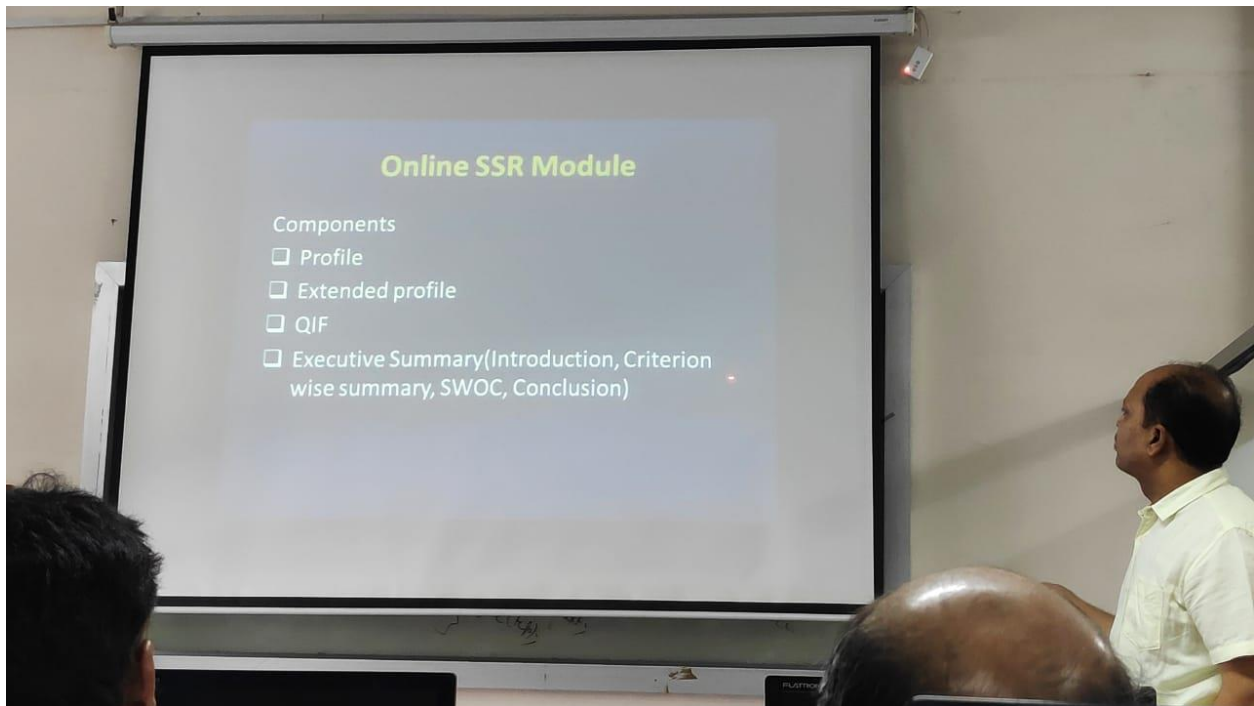 Online SSR Module
Components
❑ Profile
❑ Extended profile
❑ QIF
❑ Executive Summary(Introduction, Criterion
wise summary, SWOC, Conclusion)